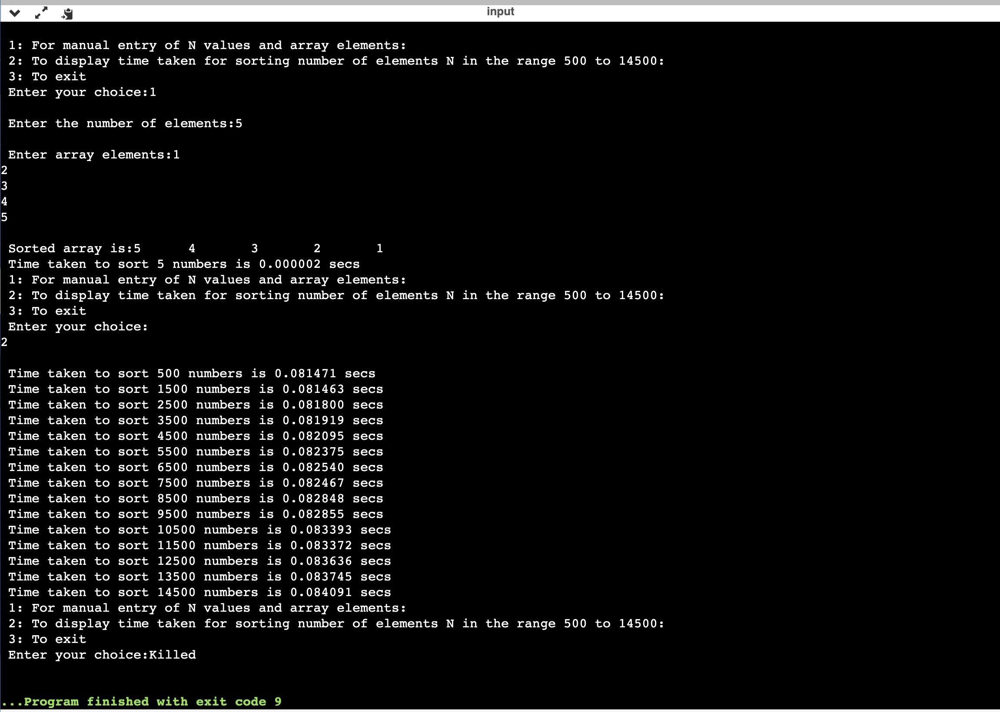 input
1: For manual entry of N values and array elements:
2: To display time taken for sorting number of elements N in the range 500 to 14500:
3: To exit
Enter your choice:1
Enter the number of elements:5
Enter array elements:1
2
3
4
5
Sorted array is:5 4 3 2 1
Time taken to sort 5 numbers is 0.000002 secs
1: For manual entry of N values and array elements:
2: To display time taken for sorting number of elements N in the range 500 to 14500:
3: To exit
Enter your choice:
2
Time taken to sort 500 numbers is 0.081471 secs
Time taken to sort 1500 numbers is 0.081463 secs
Time taken to sort 2500 numbers is 0.081800 secs
Time taken to sort 3500 numbers is 0.081919 secs
Time taken to sort 4500 numbers is 0.082095 secs
Time taken to sort 5500 numbers is 0.082375 secs
Time taken to sort 6500 numbers is 0.082540 secs
Time taken to sort 7500 numbers is 0.082467 secs
Time taken to sort 8500 numbers is 0.082848 secs
Time taken to sort 9500 numbers is 0.082855 secs
Time taken to sort 10500 numbers is 0.083393 secs
Time taken to sort 11500 numbers is 0.083372 secs
Time taken to sort 12500 numbers is 0.083636 secs
Time taken to sort 13500 numbers is 0.083745 secs
Time taken to sort 14500 numbers is 0.084091 secs
1: For manual entry of N values and array elements:
2: To display time taken for sorting number of elements N in the range 500 to 14500:
3: To exit
Enter your choice:Killed
...Program finished with exit code 9